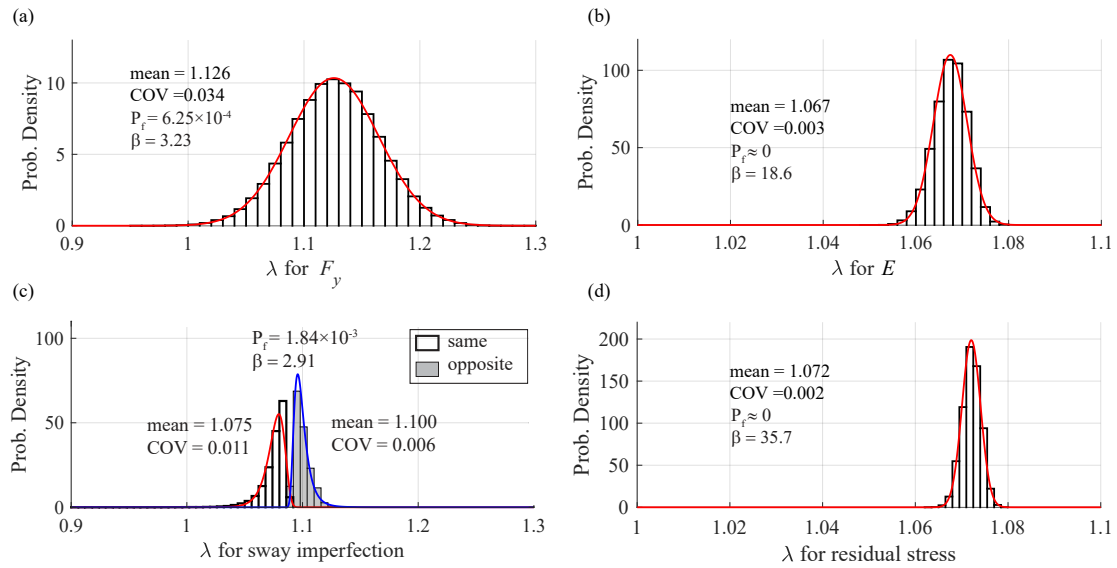 (a)
Prob. Density
10
5
0
mean = 1.126
COV =0.034
P_f = 6.25×10^-4
β = 3.23
0.9 1 1.1 1.2 1.3
λ for F_y
(b)
Prob. Density
100
50
0
mean = 1.067
COV =0.003
P_f ≈ 0
β = 18.6
1 1.02 1.04 1.06 1.08 1.1
λ for E
(c)
Prob. Density
100
50
0
P_f = 1.84×10^-3
β = 2.91
same
opposite
mean = 1.075
COV = 0.011
mean = 1.100
COV = 0.006
0.9 1 1.1 1.2 1.3
λ for sway imperfection
(d)
Prob. Density
200
150
100
50
0
mean = 1.072
COV =0.002
P_f ≈ 0
β = 35.7
1 1.02 1.04 1.06 1.08 1.1
λ for residual stress